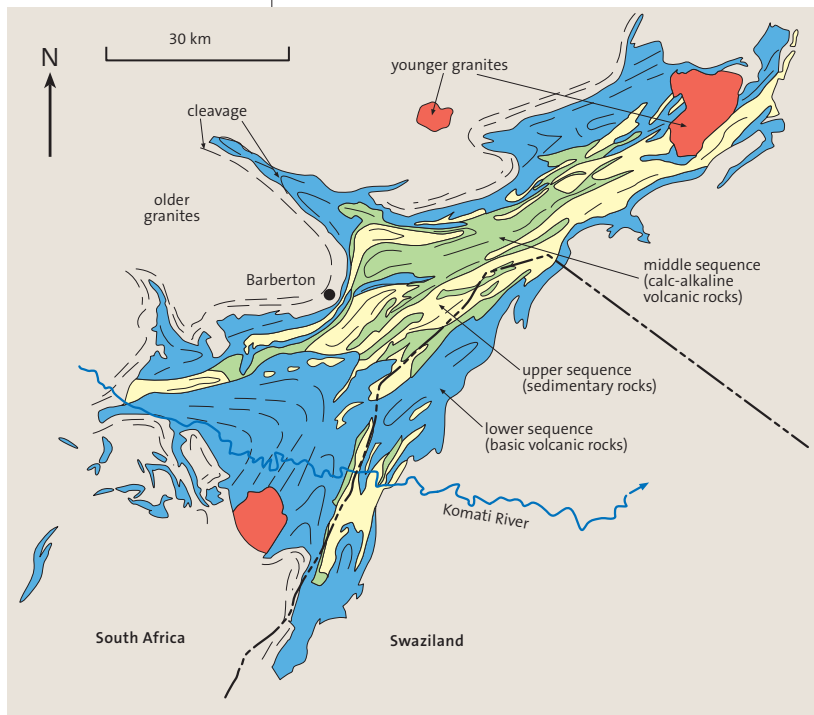 30 km
N
younger granites
cleavage
older
granites
Barberton
middle sequence
(calc-alkaline
volcanic rocks)
upper sequence
(sedimentary rocks)
lower sequence
(basic volcanic rocks)
Komati River
South Africa
Swaziland